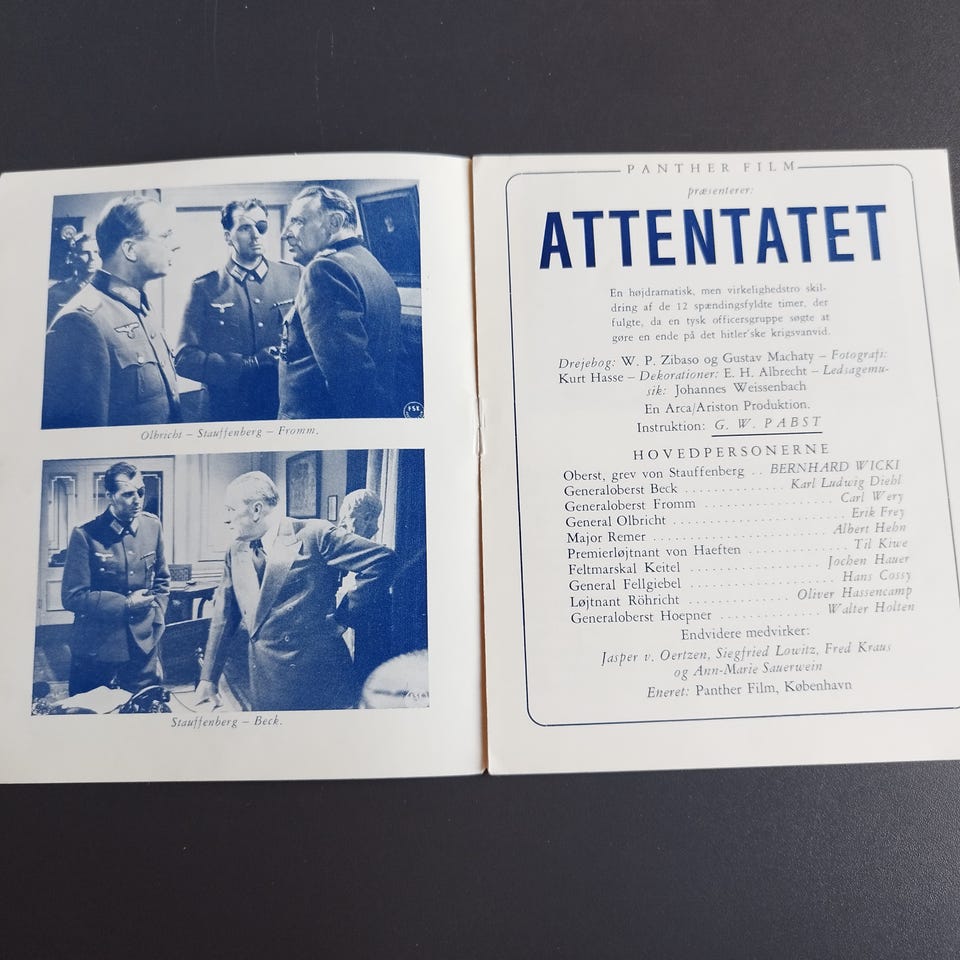 FSK
Olbricht – Stauffenberg – Fromm.
Stauffenberg – Beck.
PANTHER FILM
præsenterer:
ATTENTATET
En højdramatisk, men virkelighedstro skil-
dring af de 12 spændingsfyldte timer, der
fulgte, da en tysk officersgruppe søgte at
gøre en ende på det hitler'ske krigsvanvid.
Drejebog: W. P. Zibaso og Gustav Machaty – Fotografi:
Kurt Hasse – Dekorationer: E. H. Albrecht – Ledsagemu-
sik: Johannes Weissenbach
En Arca/Ariston Produktion.
Instruktion: G. W. PABST
HOVEDPERSONERNE
Oberst, grev von Stauffenberg .. BERNHARD WICKI
Generaloberst Beck ............ Karl Ludwig Diehl
Generaloberst Fromm .................. Carl Wery
General Olbricht ........................ Erik Frey
Major Remer .......................... Albert Hehn
Premierløjtnant von Haeften ............ Til Kiwe
Feltmarskal Keitel .................. Jochen Hauer
General Fellgiebel .................... Hans Cossy
Løjtnant Röhricht ............ Oliver Hassencamp
Generaloberst Hoepner .............. Walter Holten
Endvidere medvirker:
Jasper v. Oertzen, Siegfried Lowitz, Fred Kraus
og Ann-Marie Sauerwein
Eneret: Panther Film, København